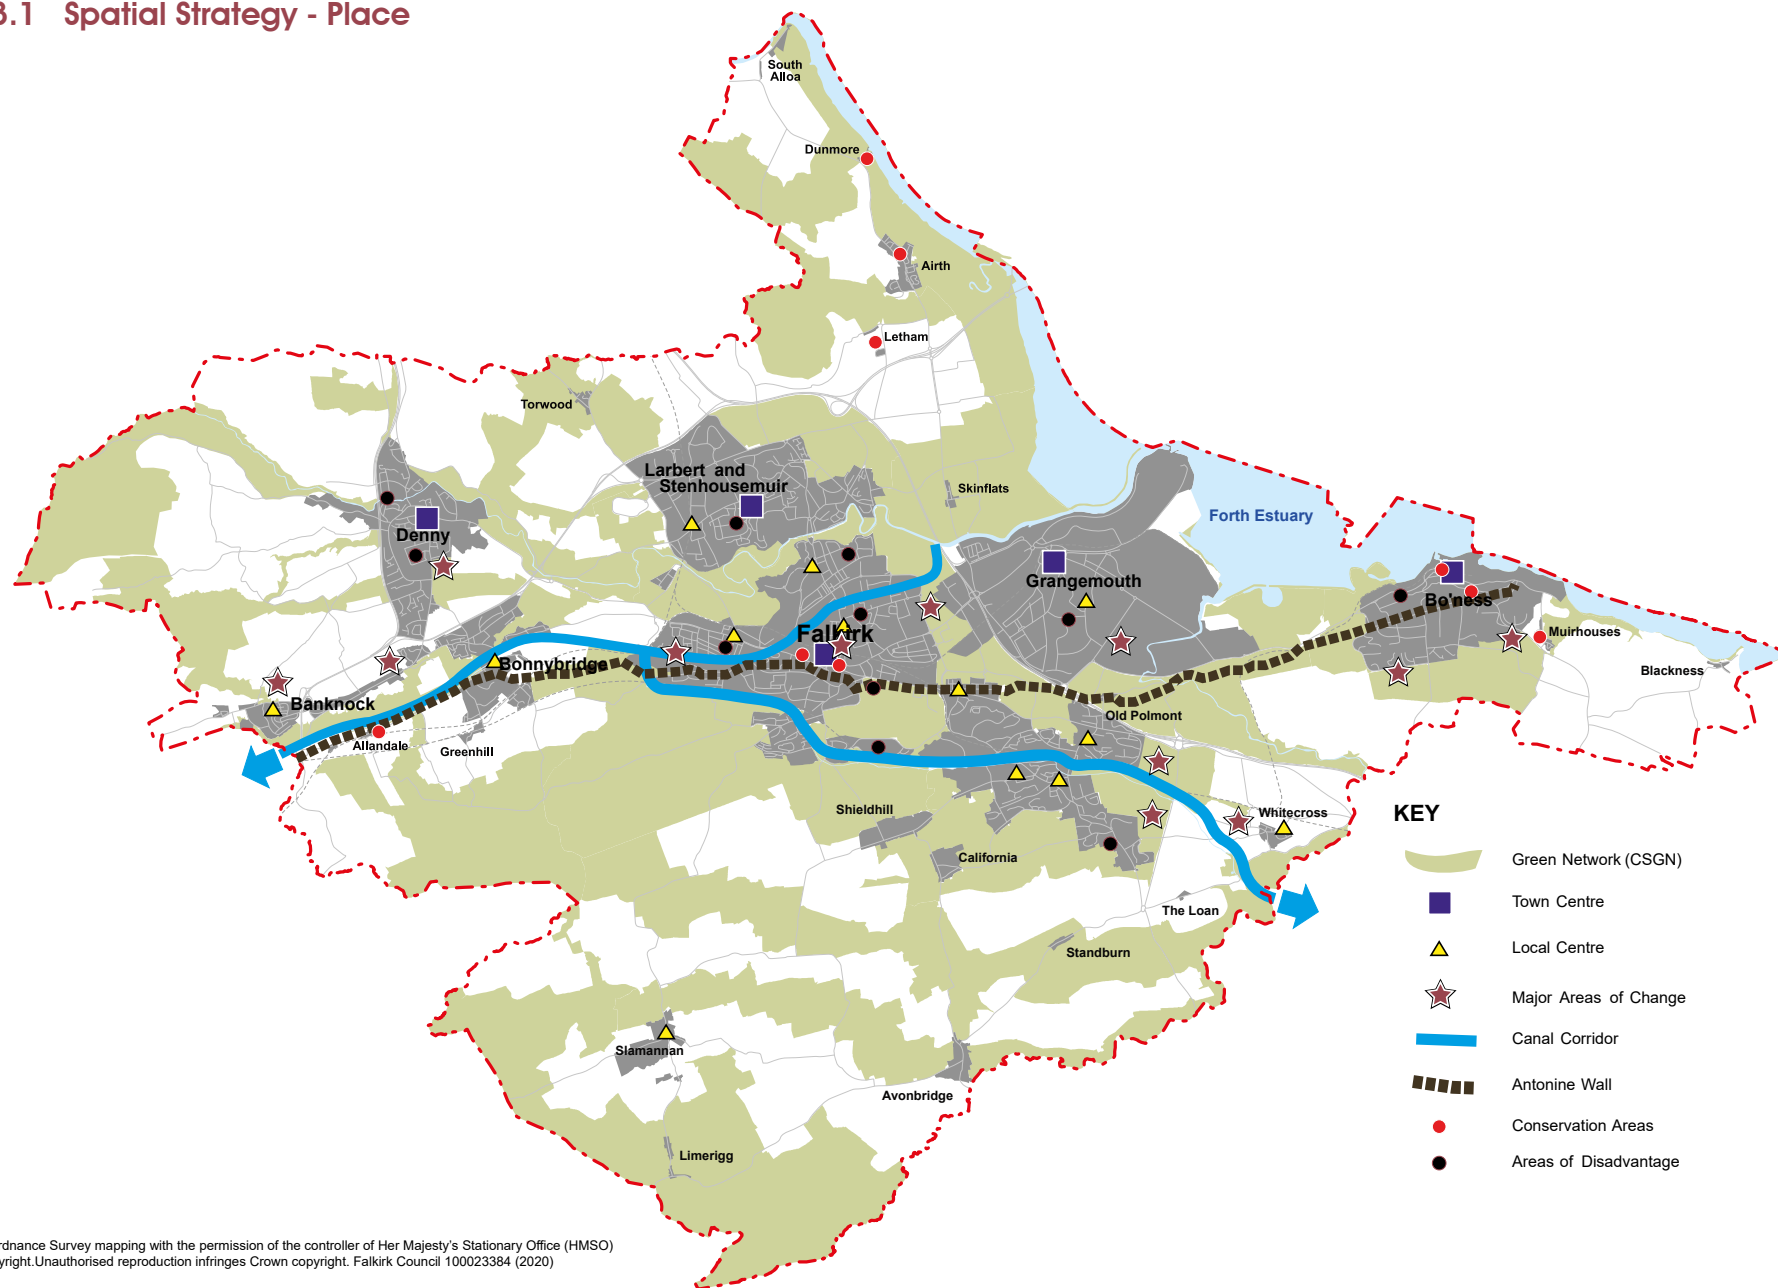 3.1 Spatial Strategy - Place
South
Alloa
Dunmore
Airth
Letham
Torwood
Larbert and
Stenhousemuir
Skinflats
Forth Estuary
Denny
Grangemouth
Bo'ness
Falkirk
Muirhouses
Bonnybridge
Blackness
Banknock
Old Polmont
Allandale
Greenhill
Shieldhill
Whitecross
California
The Loan
Standburn
Slamannan
Avonbridge
Limerigg
KEY
Green Network (CSGN)
Town Centre
Local Centre
Major Areas of Change
Canal Corridor
Antonine Wall
Conservation Areas
Areas of Disadvantage
rdnance Survey mapping with the permission of the controller of Her Majesty's Stationary Office (HMSO)
yright.Unauthorised reproduction infringes Crown copyright. Falkirk Council 100023384 (2020)